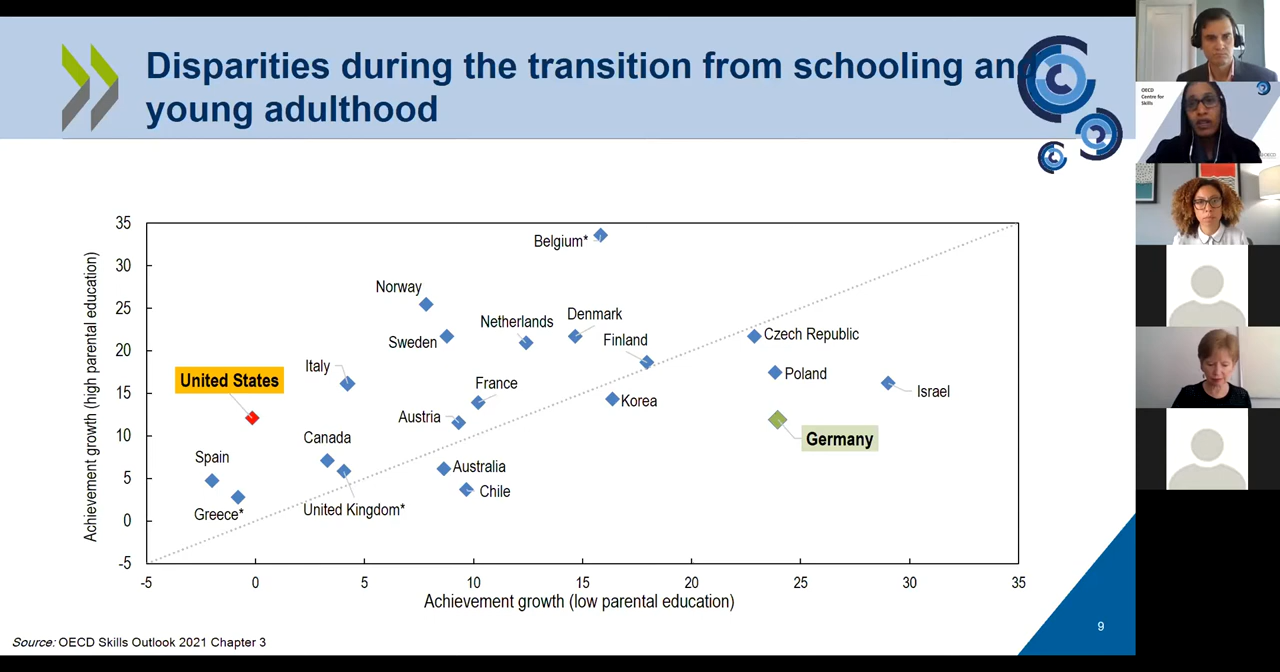 Disparities during the transition from schooling and
young adulthood
OECD
Centre for
Skills
OECD
35
30
25
20
15
10
5
0
-5
Achievement growth (high parental education)
Belgium*
Norway
Denmark
Netherlands
Sweden
Finland
Czech Republic
Italy
United States
France
Poland
Israel
Korea
Austria
Germany
Canada
Spain
Australia
Chile
United Kingdom*
Greece*
-5 0 5 10 15 20 25 30 35
Achievement growth (low parental education)
9
Source: OECD Skills Outlook 2021 Chapter 3